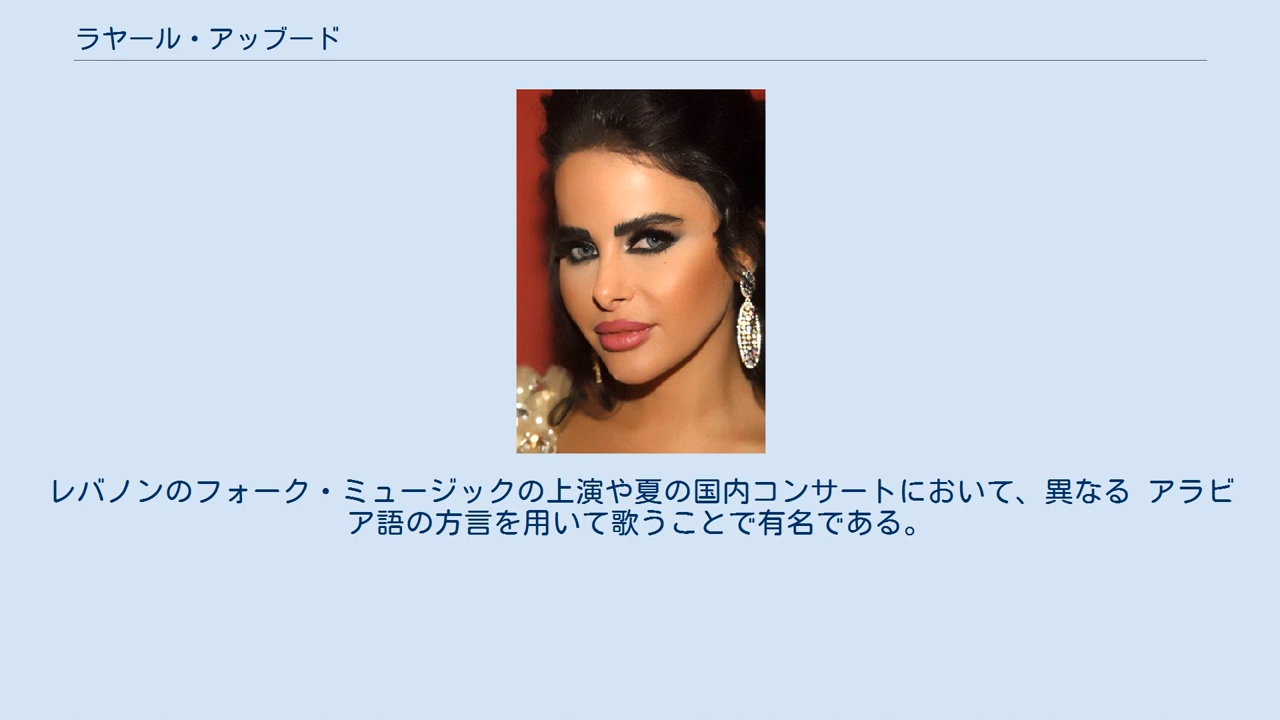 ラヤール・アッブード
レバノンのフォーク・ミュージックの上演や夏の国内コンサートにおいて、異なる アラビ
ア語の方言を用いて歌うことで有名である。